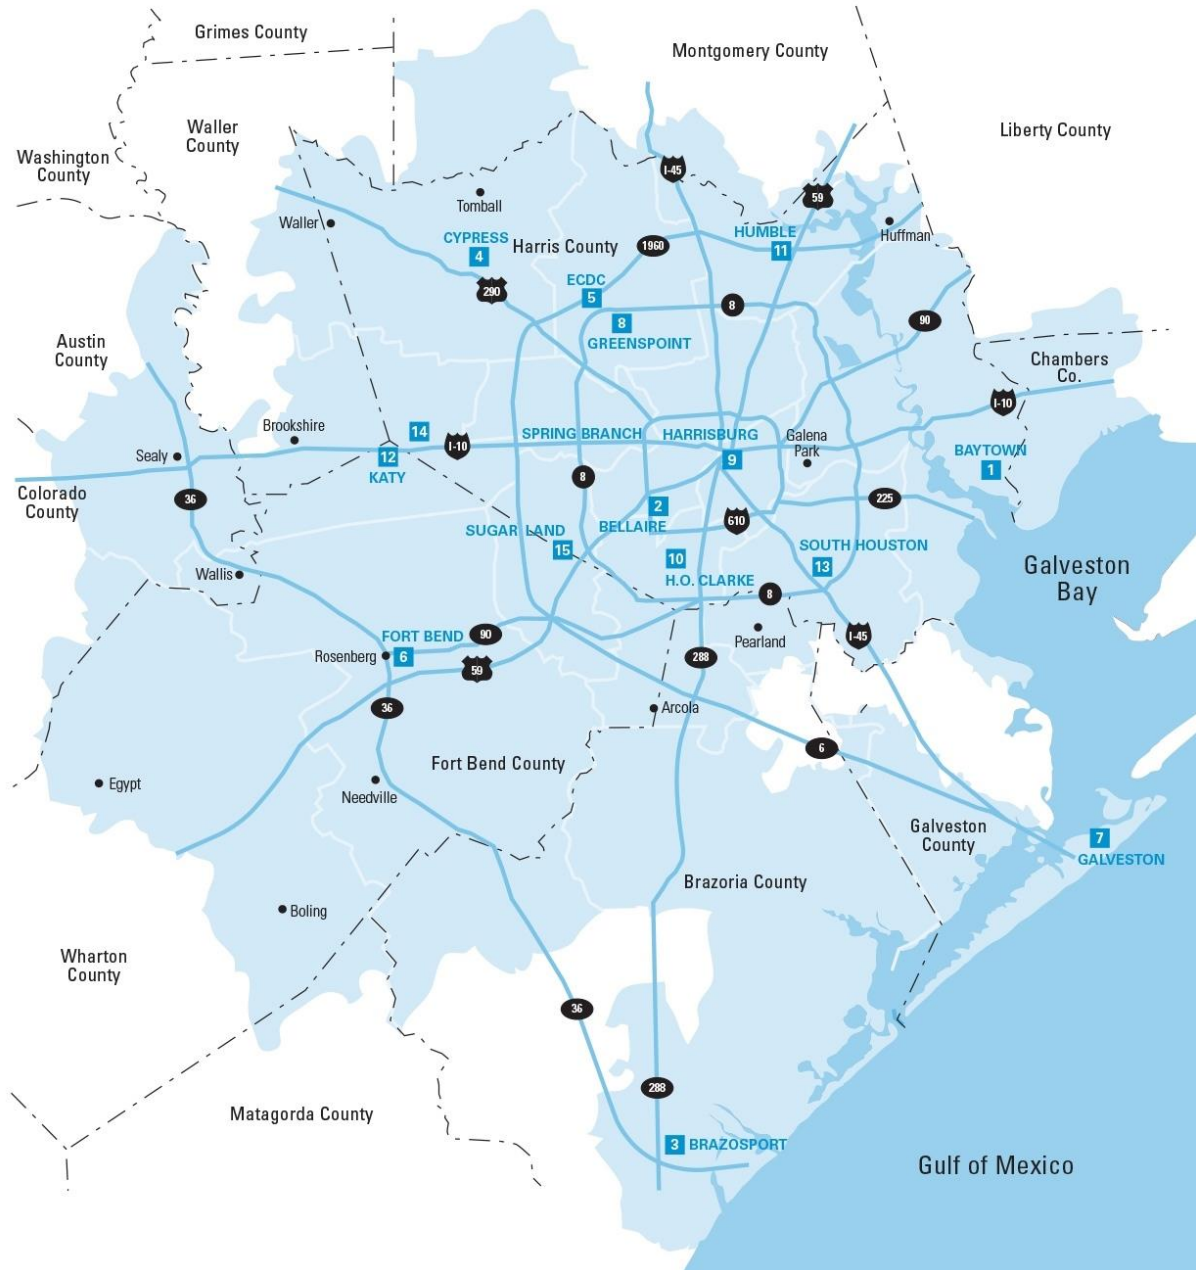 Grimes County
Montgomery County
Waller
County
Liberty County
Washington
County
I-45
59
Tomball
Waller
CYPRESS
4
Harris County
1960
HUMBLE
11
Huffman
ECDC
5
290
8
8
GREENSPOINT
90
Austin
County
Chambers
Co.
I-10
Brookshire
14
I-10
SPRING BRANCH
HARRISBURG
Galena
Park
Sealy
12
KATY
9
BAYTOWN
1
Colorado
County
36
8
2
BELLAIRE
610
225
SUGAR LAND
15
10
H.O. CLARKE
SOUTH HOUSTON
13
Galveston
Bay
Wallis
8
FORT BEND
90
Rosenberg
6
59
Pearland
I-45
288
36
Arcola
6
Egypt
Needville
Fort Bend County
Galveston
County
7
GALVESTON
Brazoria County
Boling
Wharton
County
36
288
Matagorda County
3 BRAZOSPORT
Gulf of Mexico